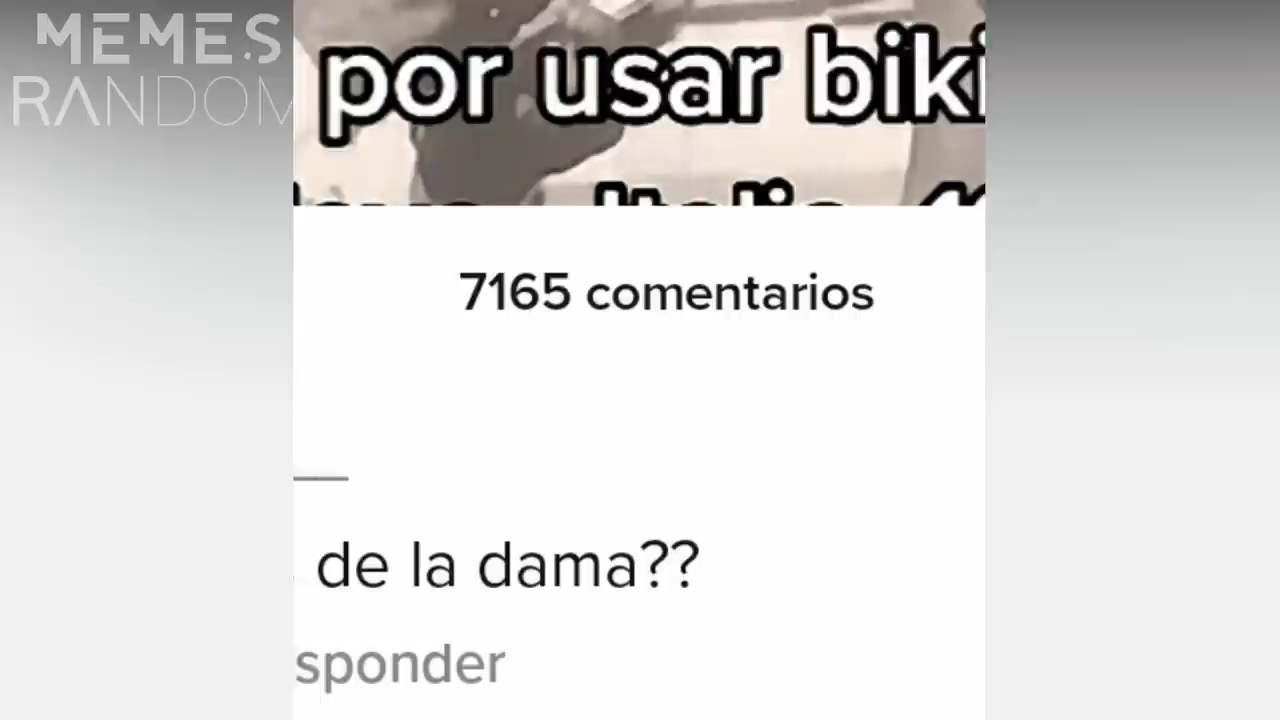 MEMES
RANDOM
por usar biki
7165 comentarios
de la dama??
sponder